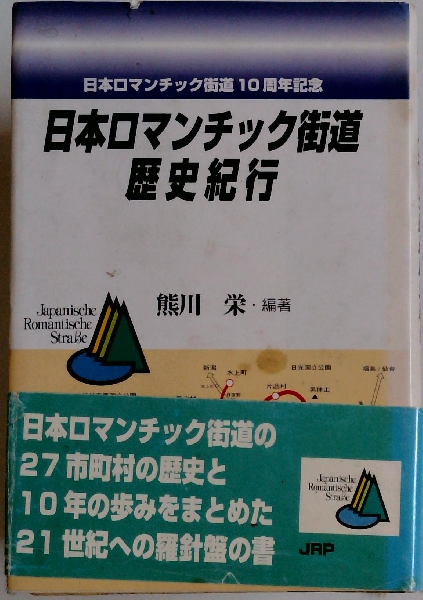 日本ロマンチック街道10周年記念
日本ロマンチック街道
歴史紀行
熊川 栄・編著
Japanische
Romantische
Straße
新潟
水上町
日光国立公園
福島/仙台
片品村
日本ロマンチック街道の
27市町村の歴史と
10年の歩みをまとめた
21世紀への羅針盤の書
Japanische
Romantische
Straße
JRP